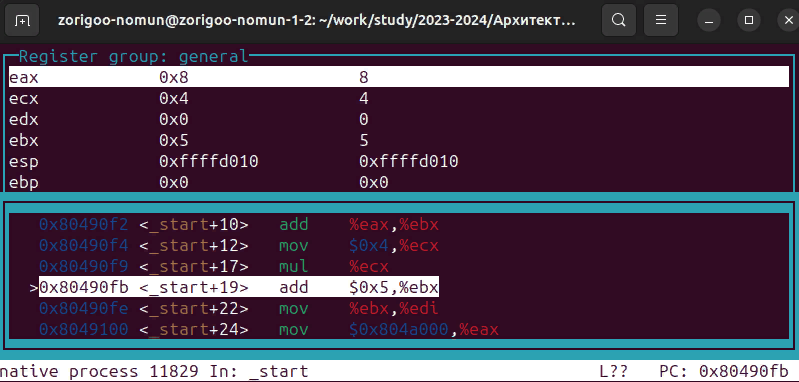 zorigoo-nomun@zorigoo-nomun-1-2: ~/work/study/2023-2024/Архитект...
Register group: general
eax 0x8 8
ecx 0x4 4
edx 0x0 0
ebx 0x5 5
esp 0xffffd010 0xffffd010
ebp 0x0 0x0
0x80490f2 <_start+10> add %eax,%ebx
0x80490f4 <_start+12> mov $0x4,%ecx
0x80490f9 <_start+17> mul %ecx
>0x80490fb <_start+19> add $0x5,%ebx
0x80490fe <_start+22> mov %ebx,%edi
0x8049100 <_start+24> mov $0x804a000,%eax
native process 11829 In: _start L?? PC: 0x80490fb